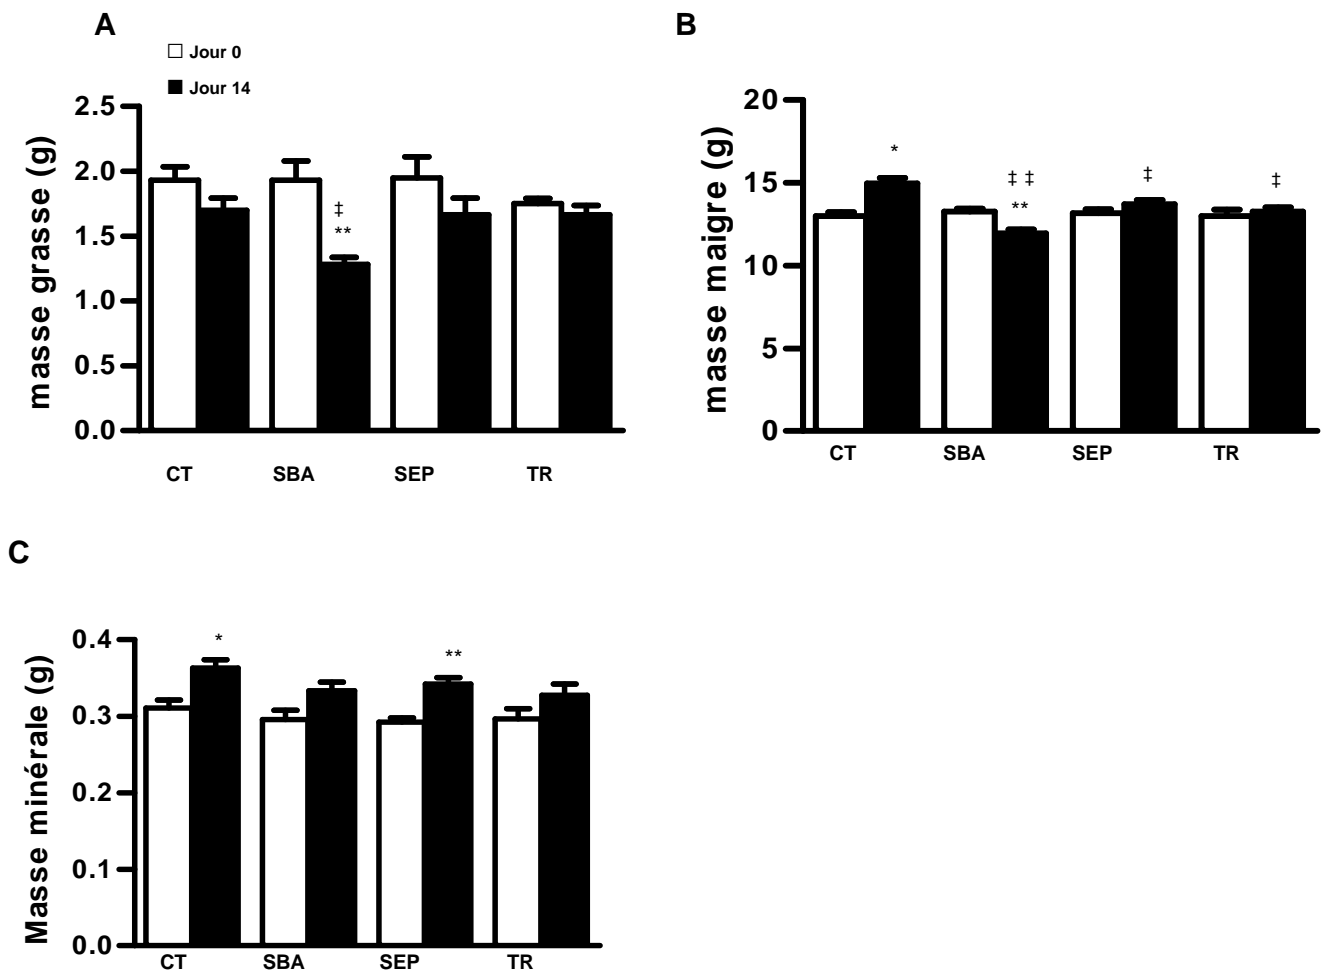 A
Jour 0
Jour 14
masse grasse (g)
2.5
2.0
1.5
1.0
0.5
0.0
‡
**
CT SBA SEP TR
B
masse maigre (g)
20
15
10
5
0
*
‡ ‡
**
‡
‡
CT SBA SEP TR
C
Masse minérale (g)
0.4
0.3
0.2
0.1
0.0
*
**
CT SBA SEP TR